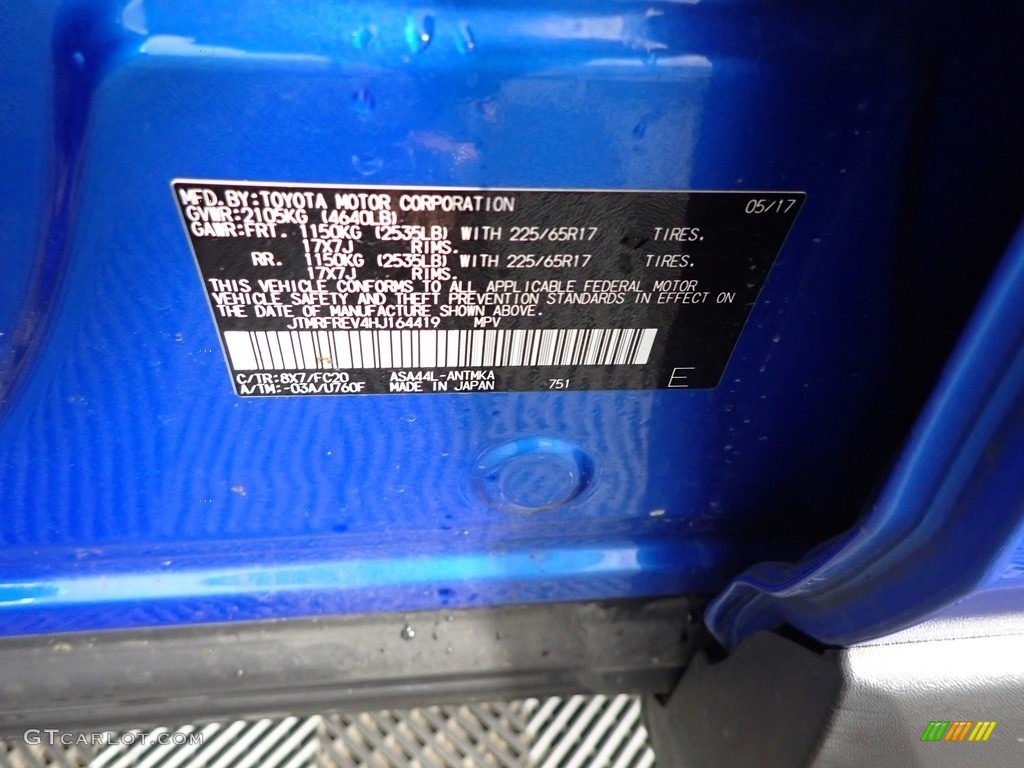 MFD.BY:TOYOTA MOTOR CORPORATION 05/17
GVWR:2105KG (4640LB)
GAWR:FRT. 1150KG (2535LB) WITH 225/65R17 TIRES.
17X7J RIMS.
RR. 1150KG (2535LB) WITH 225/65R17 TIRES.
17X7J RIMS.
THIS VEHICLE CONFORMS TO ALL APPLICABLE FEDERAL MOTOR
VEHICLE SAFETY AND THEFT PREVENTION STANDARDS IN EFFECT ON
THE DATE OF MANUFACTURE SHOWN ABOVE.
JTMRFREV4HJ164419 MPV
C/TR:8X7/FC20 ASA44L-ANTMKA
A/TM:-03A/U760F MADE IN JAPAN 751 E
GTCarLot.com